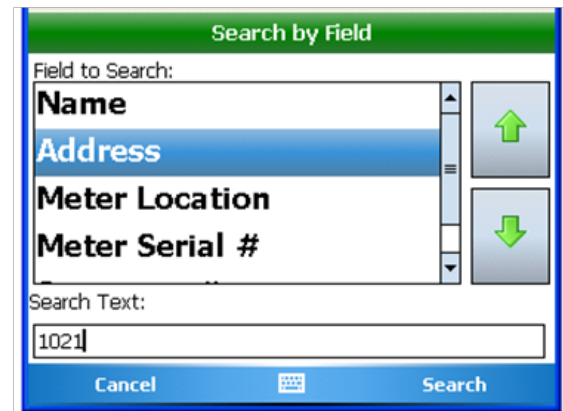 Search by Field
Field to Search:
Name
Address
Meter Location
Meter Serial #
Search Text:
1021
Cancel
Search